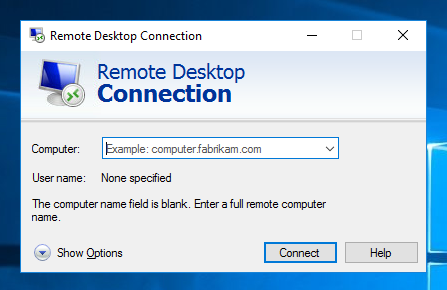 Remote Desktop Connection
Remote Desktop
Connection
Computer: Example: computer.fabrikam.com
User name: None specified
The computer name field is blank. Enter a full remote computer
name.
Show Options Connect Help